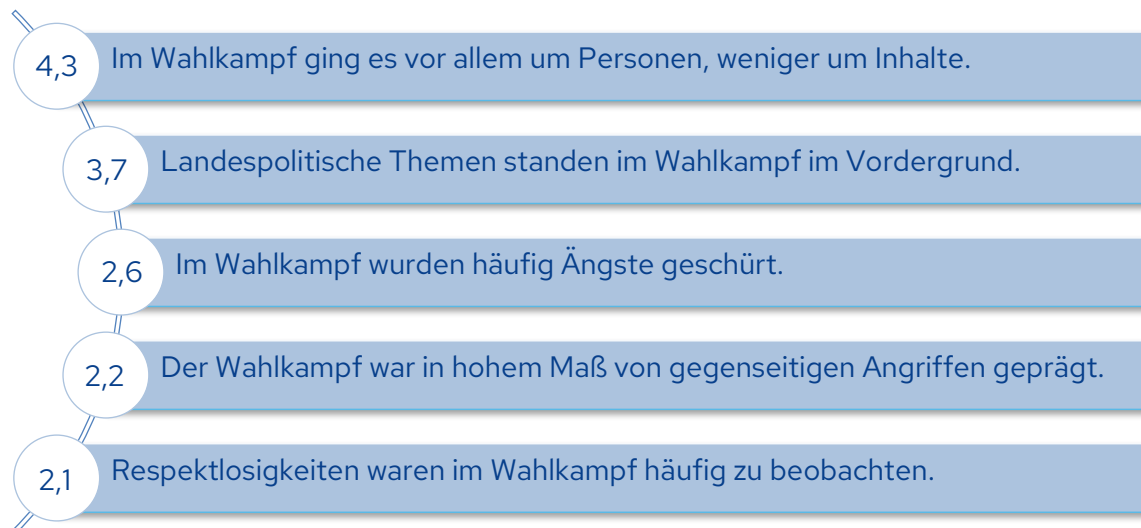 4,3 Im Wahlkampf ging es vor allem um Personen, weniger um Inhalte.
3,7 Landespolitische Themen standen im Wahlkampf im Vordergrund.
2,6 Im Wahlkampf wurden häufig Ängste geschürt.
2,2 Der Wahlkampf war in hohem Maß von gegenseitigen Angriffen geprägt.
2,1 Respektlosigkeiten waren im Wahlkampf häufig zu beobachten.